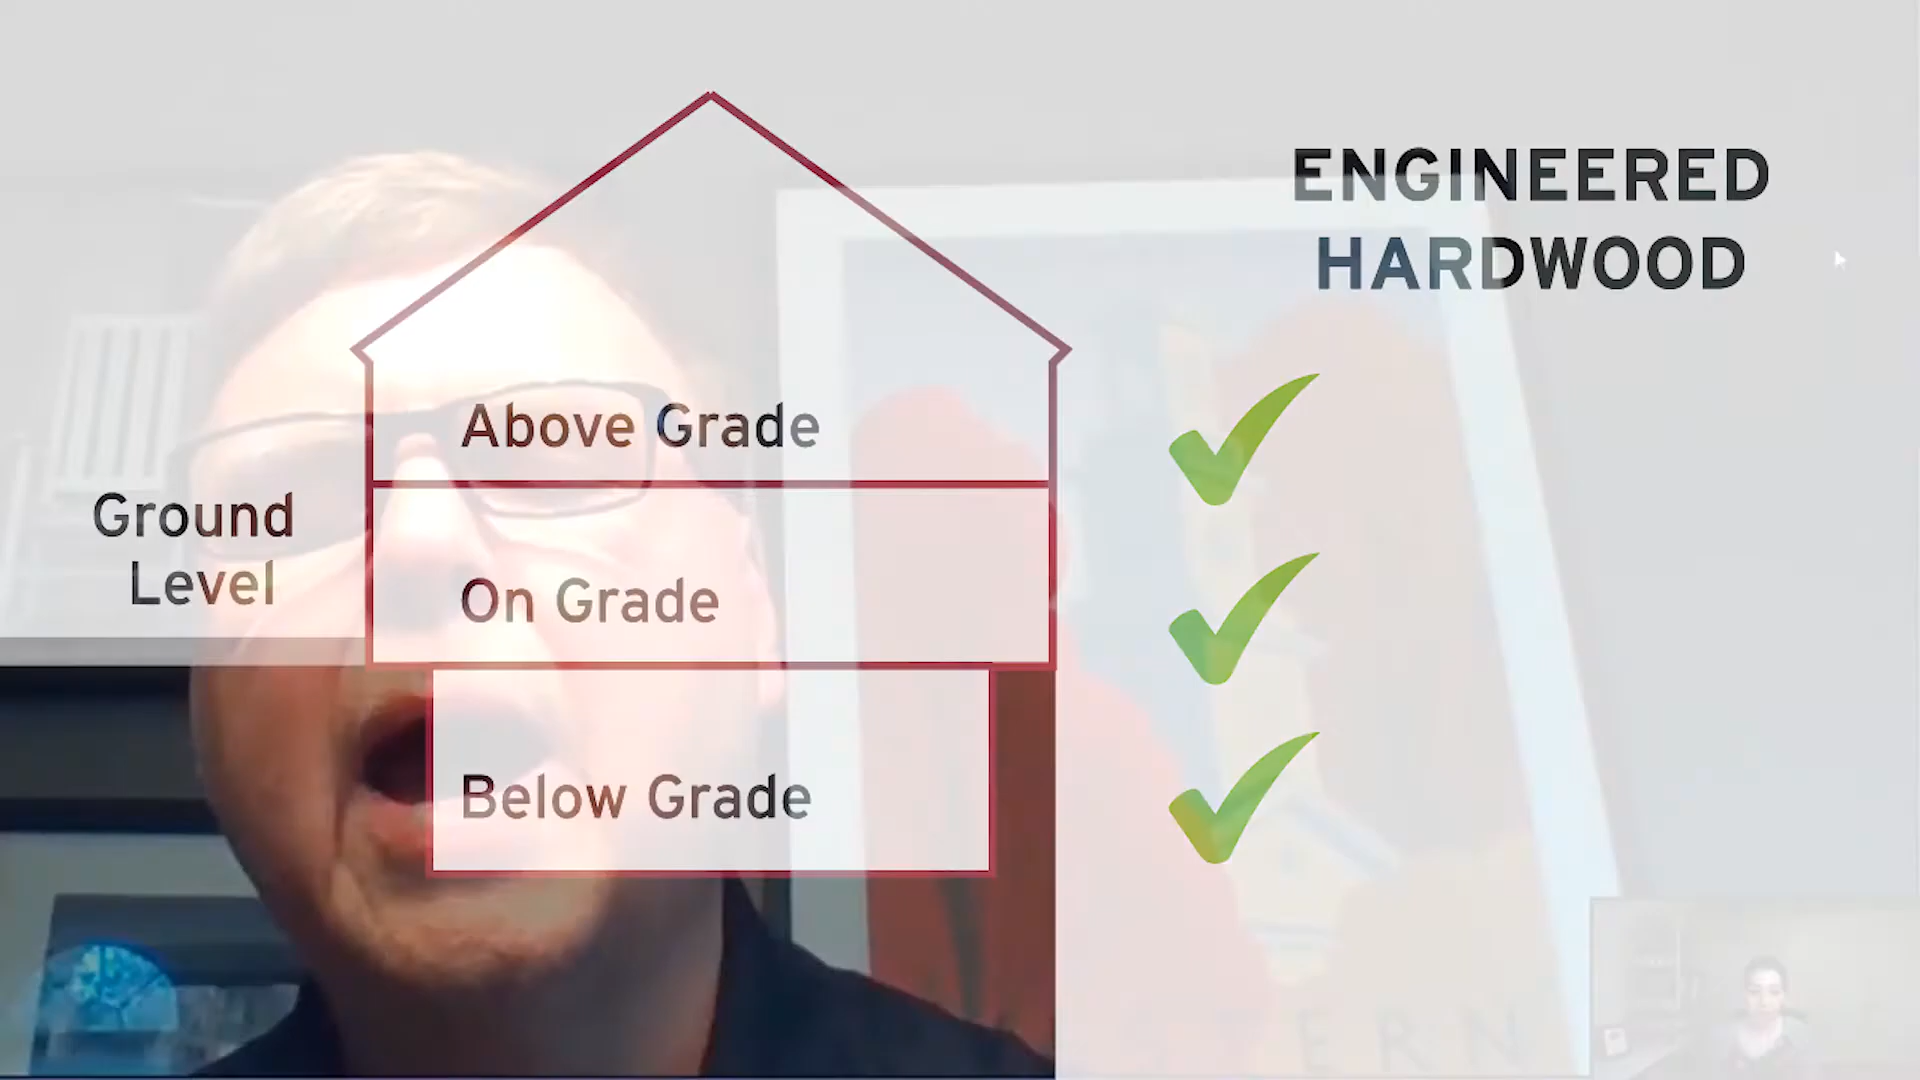 ENGINEERED
HARDWOOD
Above Grade
Ground
Level
On Grade
Below Grade